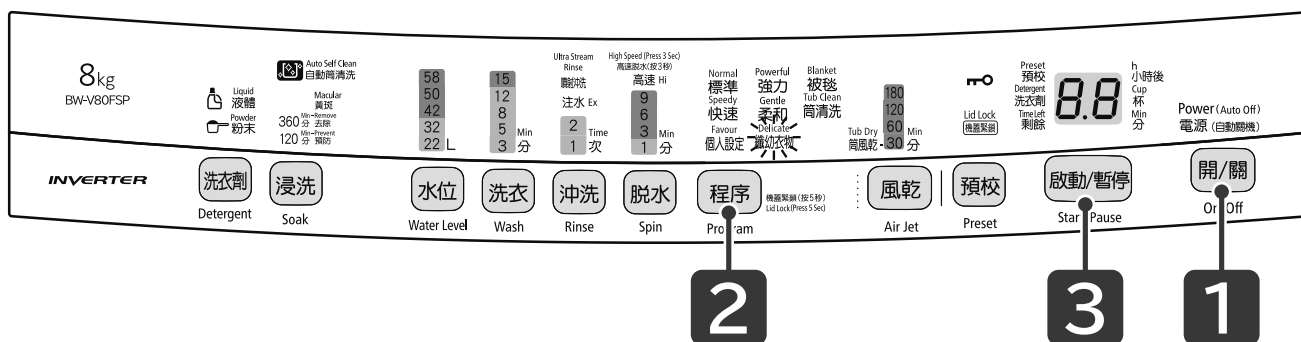 8kg
BW-V80FSP
Liquid
液體
Powder
粉末
Auto Self Clean
自動筒清洗
Macular
黃斑
360 Min 分 -Remove 去除
120 Min 分 -Prevent 預防
58
50
42
32
22 L
15
12
8
5 Min
3 分
Ultra Stream
Rinse
瀑布沖洗
注水 Ex
2 Time
1 次
High Speed (Press 3 Sec)
高速脱水(按3秒)
高速 Hi
9
6
3 Min
1 分
Normal
標準
Speedy
快速
Favour
個人設定
Powerful
強力
Gentle
柔和
Delicate
纖幼衣物
Blanket
被毯
Tub Clean
筒清洗
180
120
60 Min
Tub Dry
筒風乾-30 分
Lid Lock
機蓋緊鎖
Preset
預校
Detergent
洗衣劑
Time Left
剩餘
8.8
h
小時後
Cup
杯
Min
分
Power (Auto Off)
電源 (自動關機)
INVERTER
洗衣劑
Detergent
浸洗
Soak
水位
Water Level
洗衣
Wash
沖洗
Rinse
脱水
Spin
程序
Program
機蓋緊鎖(按5秒)
Lid Lock(Press 5 Sec)
風乾
Air Jet
預校
Preset
啟動/暫停
Star Pause
開/關
On Off
2
3
1